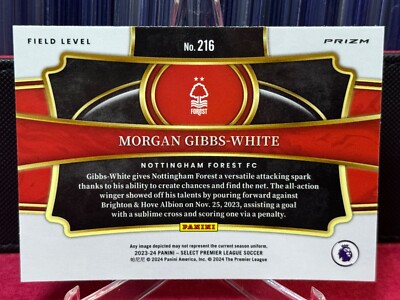 FIELD LEVEL
No. 216
PRIZM
FOREST
MORGAN GIBBS-WHITE
NOTTINGHAM FOREST FC
Gibbs-White gives Nottingham Forest a versatile attacking spark
thanks to his ability to create chances and find the net. The all-action
winger showed off his talents by pouring forward against
Brighton & Hove Albion on Nov. 25, 2023, assisting a goal
with a sublime cross and scoring one via a penalty.
PANINI
Any image depicted may not represent the current season uniform.
2023-24 PANINI – SELECT PREMIER LEAGUE SOCCER
© 2024 Panini America, Inc. © 2024 The Premier League